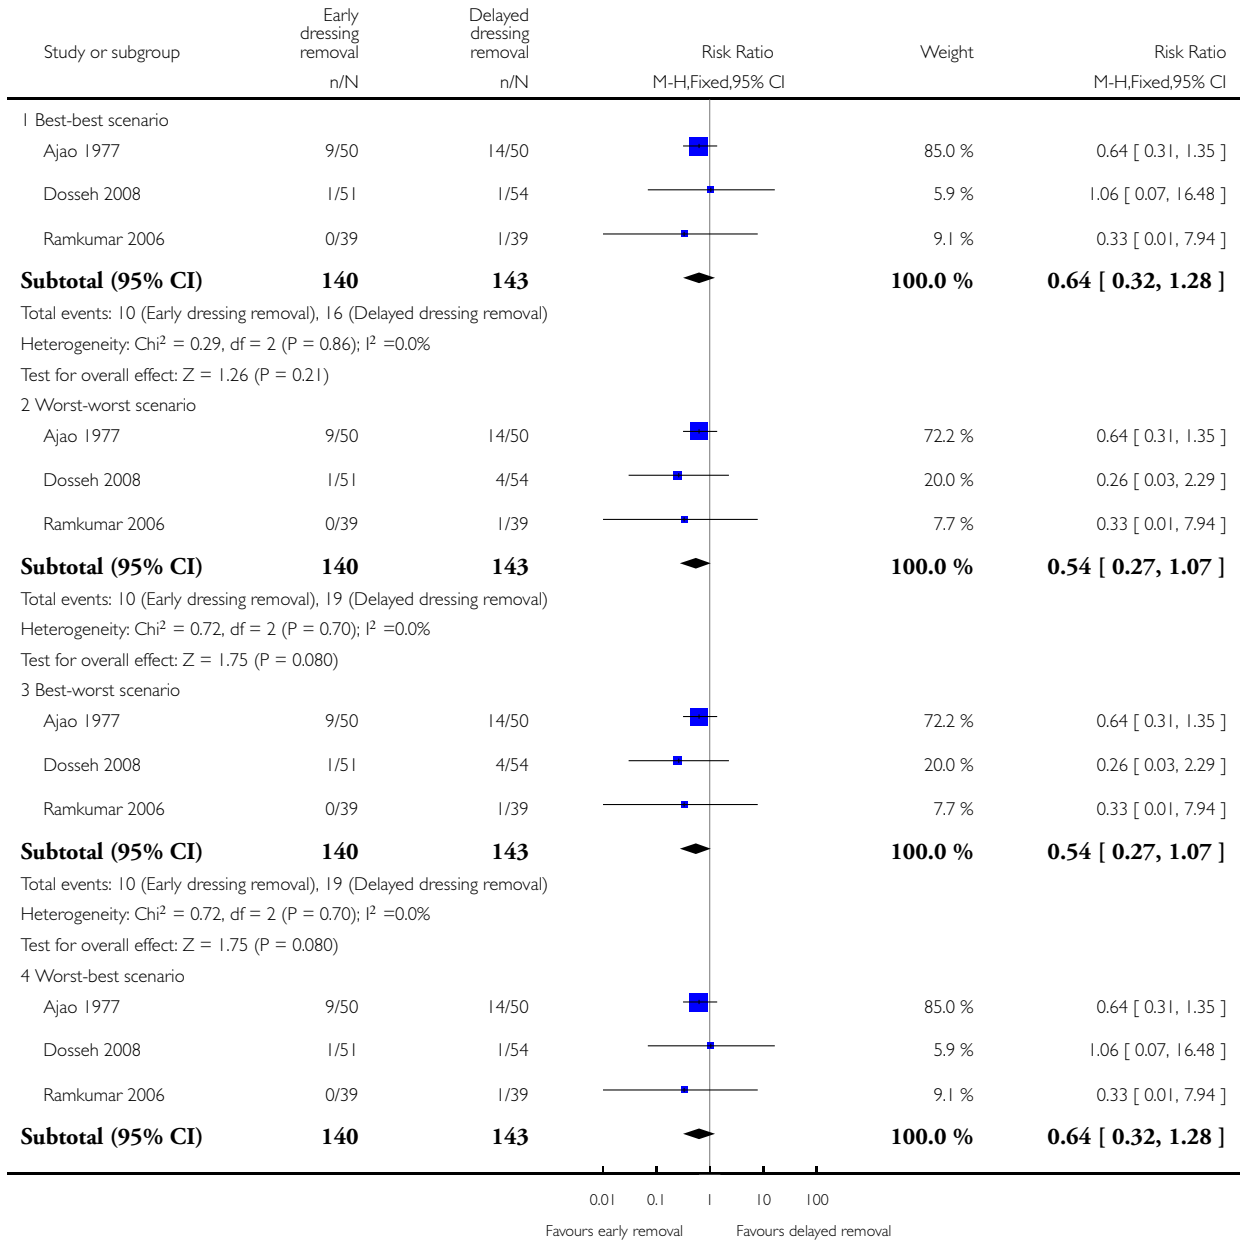 Study or subgroup Early dressing removal Delayed dressing removal Risk Ratio Weight Risk Ratio
n/N n/N M-H,Fixed,95% CI M-H,Fixed,95% CI
1 Best-best scenario
Ajao 1977 9/50 14/50 85.0 % 0.64 [ 0.31, 1.35 ]
Dosseh 2008 1/51 1/54 5.9 % 1.06 [ 0.07, 16.48 ]
Ramkumar 2006 0/39 1/39 9.1 % 0.33 [ 0.01, 7.94 ]
Subtotal (95% CI) 140 143 100.0 % 0.64 [ 0.32, 1.28 ]
Total events: 10 (Early dressing removal), 16 (Delayed dressing removal)
Heterogeneity: Chi² = 0.29, df = 2 (P = 0.86); I² =0.0%
Test for overall effect: Z = 1.26 (P = 0.21)
2 Worst-worst scenario
Ajao 1977 9/50 14/50 72.2 % 0.64 [ 0.31, 1.35 ]
Dosseh 2008 1/51 4/54 20.0 % 0.26 [ 0.03, 2.29 ]
Ramkumar 2006 0/39 1/39 7.7 % 0.33 [ 0.01, 7.94 ]
Subtotal (95% CI) 140 143 100.0 % 0.54 [ 0.27, 1.07 ]
Total events: 10 (Early dressing removal), 19 (Delayed dressing removal)
Heterogeneity: Chi² = 0.72, df = 2 (P = 0.70); I² =0.0%
Test for overall effect: Z = 1.75 (P = 0.080)
3 Best-worst scenario
Ajao 1977 9/50 14/50 72.2 % 0.64 [ 0.31, 1.35 ]
Dosseh 2008 1/51 4/54 20.0 % 0.26 [ 0.03, 2.29 ]
Ramkumar 2006 0/39 1/39 7.7 % 0.33 [ 0.01, 7.94 ]
Subtotal (95% CI) 140 143 100.0 % 0.54 [ 0.27, 1.07 ]
Total events: 10 (Early dressing removal), 19 (Delayed dressing removal)
Heterogeneity: Chi² = 0.72, df = 2 (P = 0.70); I² =0.0%
Test for overall effect: Z = 1.75 (P = 0.080)
4 Worst-best scenario
Ajao 1977 9/50 14/50 85.0 % 0.64 [ 0.31, 1.35 ]
Dosseh 2008 1/51 1/54 5.9 % 1.06 [ 0.07, 16.48 ]
Ramkumar 2006 0/39 1/39 9.1 % 0.33 [ 0.01, 7.94 ]
Subtotal (95% CI) 140 143 100.0 % 0.64 [ 0.32, 1.28 ]
0.01 0.1 1 10 100
Favours early removal Favours delayed removal